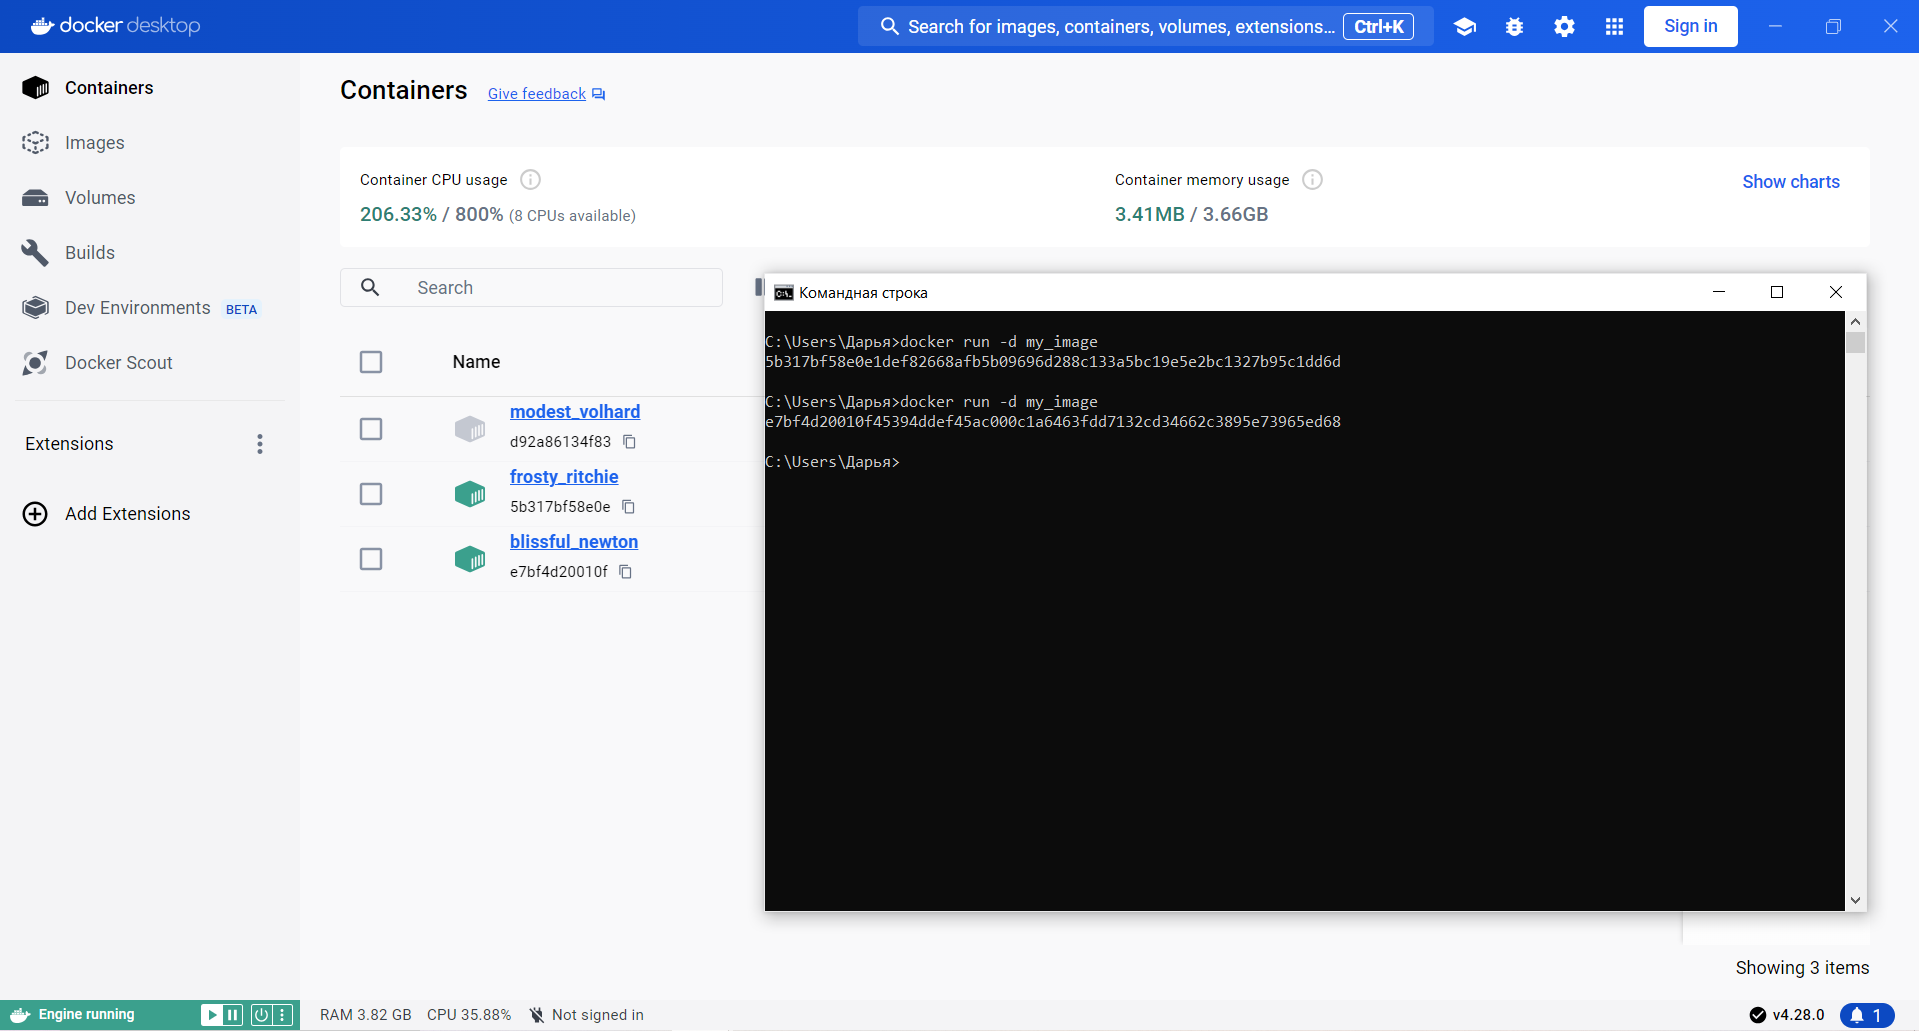 docker desktop
Search for images, containers, volumes, extensions... Ctrl+K
Sign in
Containers
Images
Volumes
Builds
Dev Environments BETA
Docker Scout
Extensions
Add Extensions
Containers Give feedback
Container CPU usage
206.33% / 800% (8 CPUs available)
Container memory usage
3.41MB / 3.66GB
Show charts
Search
Name
modest_volhard
d92a86134f83
frosty_ritchie
5b317bf58e0e
blissful_newton
e7bf4d20010f
Командная строка
C:\Users\Дарья>docker run -d my_image
5b317bf58e0e1def82668afb5b09696d288c133a5bc19e5e2bc1327b95c1dd6d
C:\Users\Дарья>docker run -d my_image
e7bf4d20010f45394ddef45ac000c1a6463fdd7132cd34662c3895e73965ed68
C:\Users\Дарья>
Showing 3 items
Engine running
RAM 3.82 GB CPU 35.88% Not signed in
v4.28.0
1